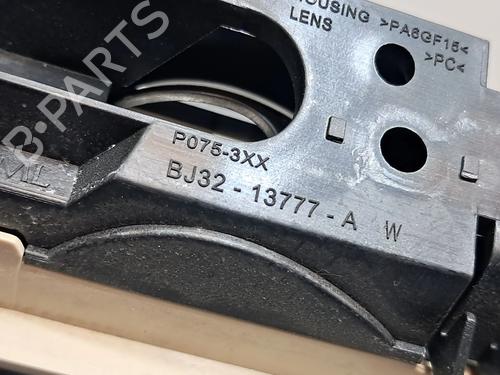 HOUSING >PA6GF15<
LENS >PC<
P075-3XX
BJ32-13777-A W
B-PARTS